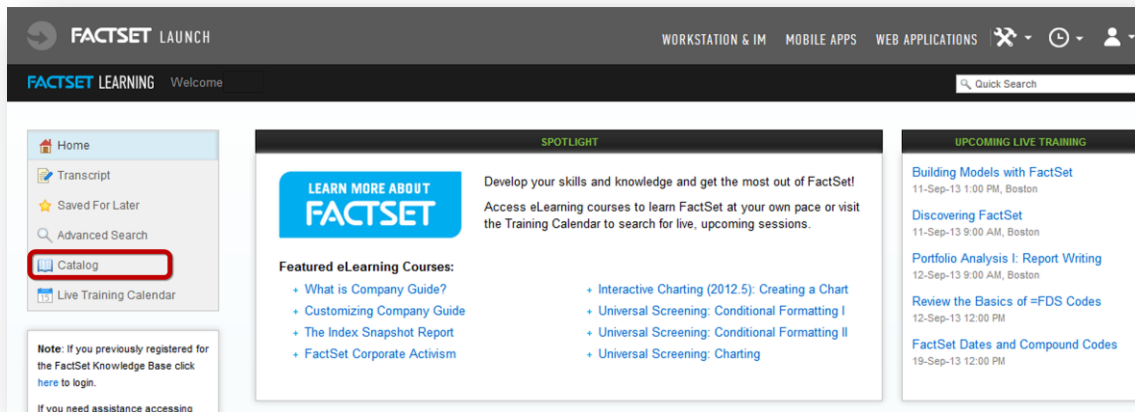 FACTSET LAUNCH
WORKSTATION & IM MOBILE APPS WEB APPLICATIONS
FACTSET LEARNING Welcome
Quick Search
Home
Transcript
Saved For Later
Advanced Search
Catalog
15 Live Training Calendar
Note: If you previously registered for
the FactSet Knowledge Base click
here to login.
If you need assistance accessing
SPOTLIGHT
LEARN MORE ABOUT
FACTSET
Develop your skills and knowledge and get the most out of FactSet!
Access eLearning courses to learn FactSet at your own pace or visit
the Training Calendar to search for live, upcoming sessions.
Featured eLearning Courses:
+ What is Company Guide?
+ Customizing Company Guide
+ The Index Snapshot Report
+ FactSet Corporate Activism
+ Interactive Charting (2012.5): Creating a Chart
+ Universal Screening: Conditional Formatting I
+ Universal Screening: Conditional Formatting II
+ Universal Screening: Charting
UPCOMING LIVE TRAINING
Building Models with FactSet
11-Sep-13 1:00 PM, Boston
Discovering FactSet
11-Sep-13 9:00 AM, Boston
Portfolio Analysis I: Report Writing
12-Sep-13 9:00 AM, Boston
Review the Basics of =FDS Codes
12-Sep-13 12:00 PM
FactSet Dates and Compound Codes
19-Sep-13 12:00 PM